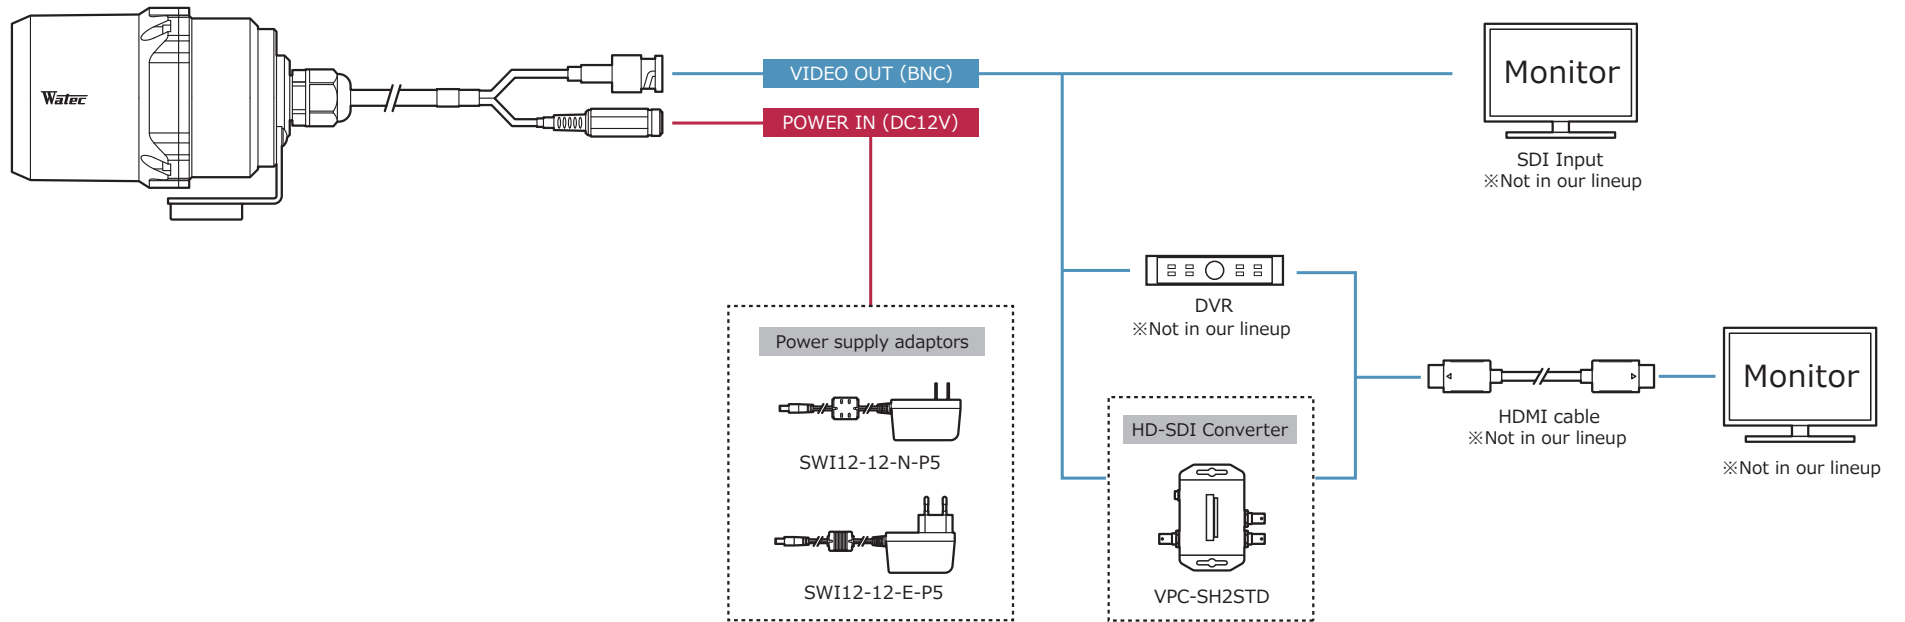 Watec
VIDEO OUT (BNC)
POWER IN (DC12V)
Monitor
SDI Input
※Not in our lineup
DVR
※Not in our lineup
Power supply adaptors
SWI12-12-N-P5
SWI12-12-E-P5
HD-SDI Converter
VPC-SH2STD
HDMI cable
※Not in our lineup
Monitor
※Not in our lineup